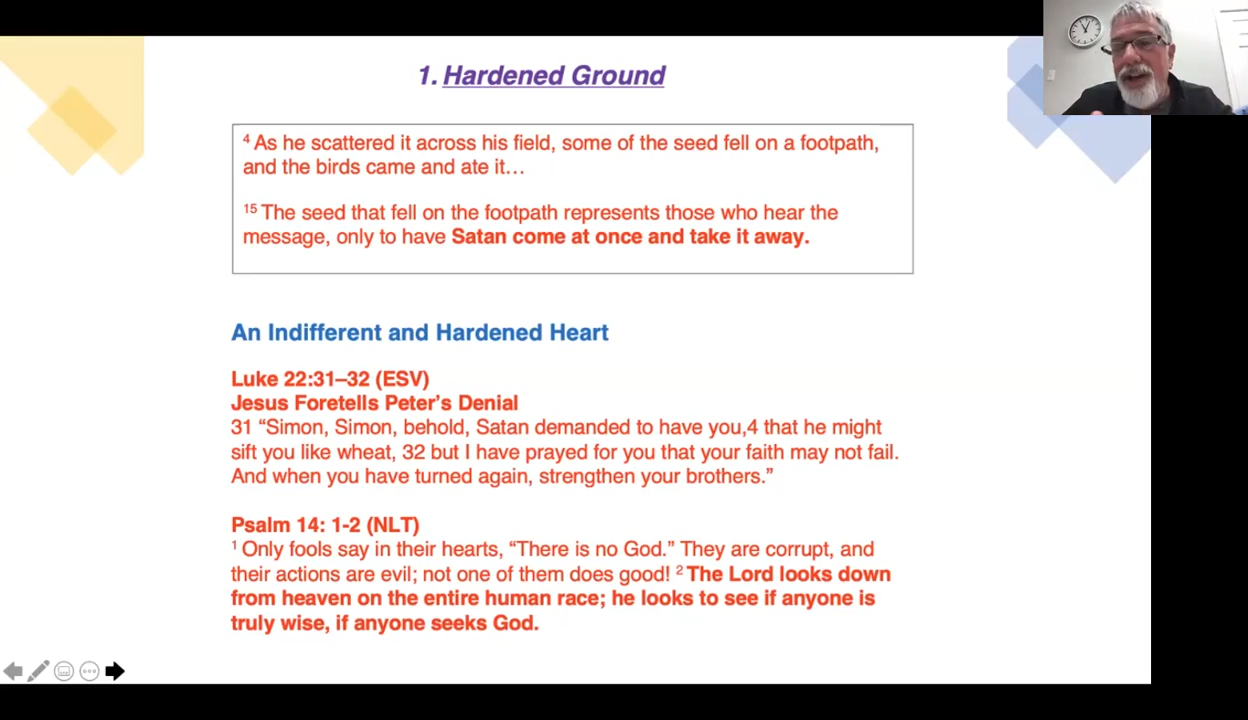 1. Hardened Ground
4 As he scattered it across his field, some of the seed fell on a footpath,
and the birds came and ate it…
15 The seed that fell on the footpath represents those who hear the
message, only to have Satan come at once and take it away.
An Indifferent and Hardened Heart
Luke 22:31–32 (ESV)
Jesus Foretells Peter’s Denial
31 “Simon, Simon, behold, Satan demanded to have you,4 that he might
sift you like wheat, 32 but I have prayed for you that your faith may not fail.
And when you have turned again, strengthen your brothers.”
Psalm 14: 1-2 (NLT)
1 Only fools say in their hearts, “There is no God.” They are corrupt, and
their actions are evil; not one of them does good! 2 The Lord looks down
from heaven on the entire human race; he looks to see if anyone is
truly wise, if anyone seeks God.